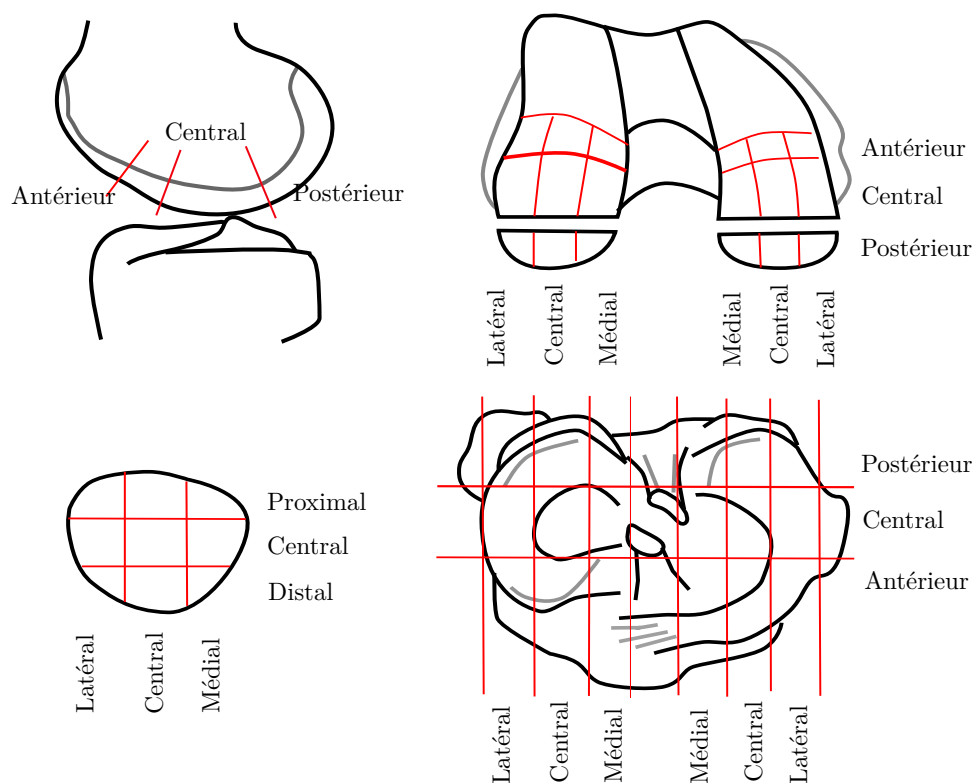 Central
Antérieur
Postérieur
Antérieur
Central
Postérieur
Latéral
Central
Médial
Médial
Central
Latéral
Proximal
Central
Distal
Latéral
Central
Médial
Postérieur
Central
Antérieur
Latéral
Central
Médial
Médial
Central
Latéral